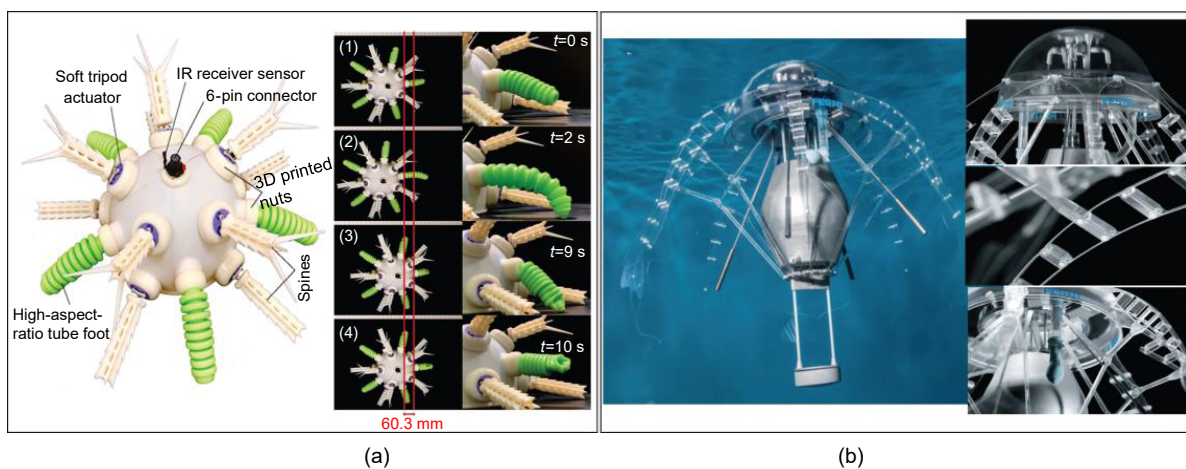 Soft tripod
actuator
IR receiver sensor
6-pin connector
3D printed
nuts
Spines
High-aspect-
ratio tube foot
(1)
t=0 s
(2)
t=2 s
(3)
t=9 s
(4)
t=10 s
60.3 mm
FESTO
(a)
(b)